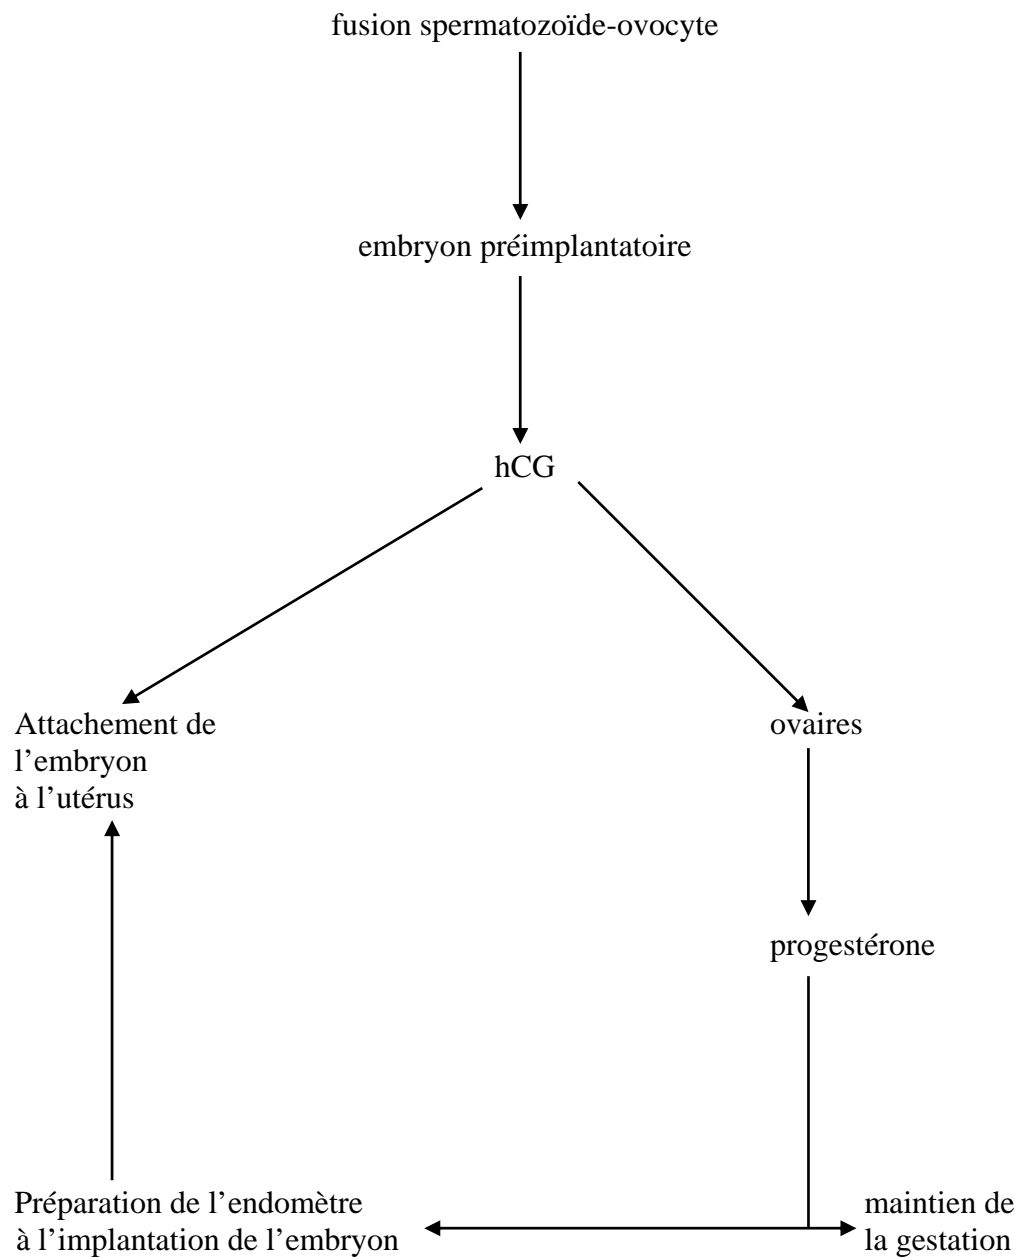 fusion spermatozoïde-ovocyte
embryon préimplantatoire
hCG
Attachement de
l’embryon
à l’utérus
ovaires
progestérone
Préparation de l’endomètre
à l’implantation de l’embryon
maintien de
la gestation